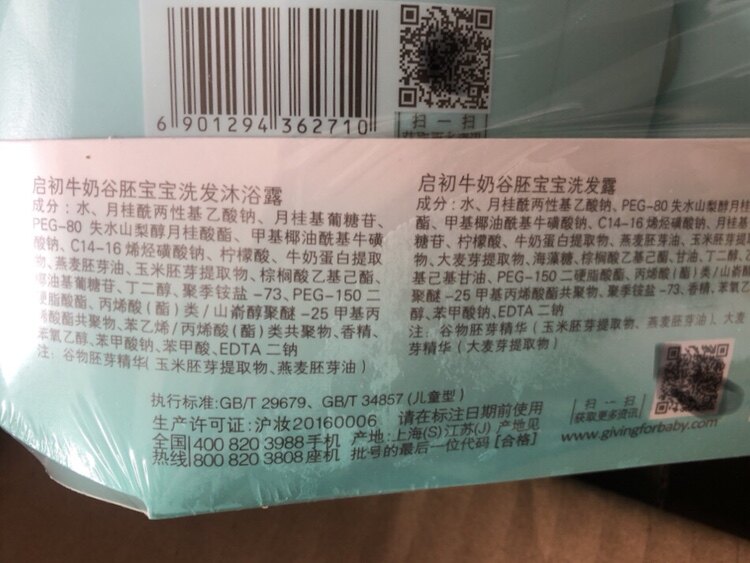 6 901294 362710
扫 一 扫
启初牛奶谷胚宝宝洗发沐浴露
成分：水、月桂酰两性基乙酸钠、月桂基葡糖苷、
PEG-80 失水山梨醇月桂酸酯、甲基椰油酰基牛磺
酸钠、C14-16 烯烃磺酸钠、柠檬酸、牛奶蛋白提取
物、燕麦胚芽油、玉米胚芽提取物、棕榈酸乙基己酯、
椰油基葡糖苷、丁二醇、聚季铵盐-73、PEG-150 二
硬脂酸酯、丙烯酸(酯)类/山嵛醇聚醚-25 甲基丙
烯酸酯共聚物、苯乙烯/丙烯酸(酯)类共聚物、香精、
苯氧乙醇、苯甲酸钠、苯甲酸、EDTA 二钠
注：谷物胚芽精华(玉米胚芽提取物、燕麦胚芽油)
启初牛奶谷胚宝宝洗发露
成分：水、月桂酰两性基乙酸钠、PEG-80 失水山梨醇月桂
酯、甲基椰油酰基牛磺酸钠、C14-16 烯烃磺酸钠、月桂基
糖苷、柠檬酸、牛奶蛋白提取物、燕麦胚芽油、玉米胚芽提
物、大麦芽提取物、海藻糖、棕榈酸乙基己酯、甘油、丁二醇、乙
基己基甘油、PEG-150 二硬脂酸酯、丙烯酸(酯)类/山嵛
聚醚-25 甲基丙烯酸酯共聚物、聚季铵盐-73、香精、苯氧乙
醇、苯甲酸钠、EDTA 二钠
注：谷物胚芽精华(玉米胚芽提取物、燕麦胚芽油)、大麦
芽精华(大麦芽提取物)
执行标准:GB/T 29679、GB/T 34857(儿童型)
生产许可证:沪妆20160006 请在标注日期前使用
全国 400 820 3988 手机 产地:上海(S)江苏(J) 产地见
热线 800 820 3808 座机 批号的最后一位代码 [合格]
扫 一 扫
获取更多资讯
www.givingforbaby.com